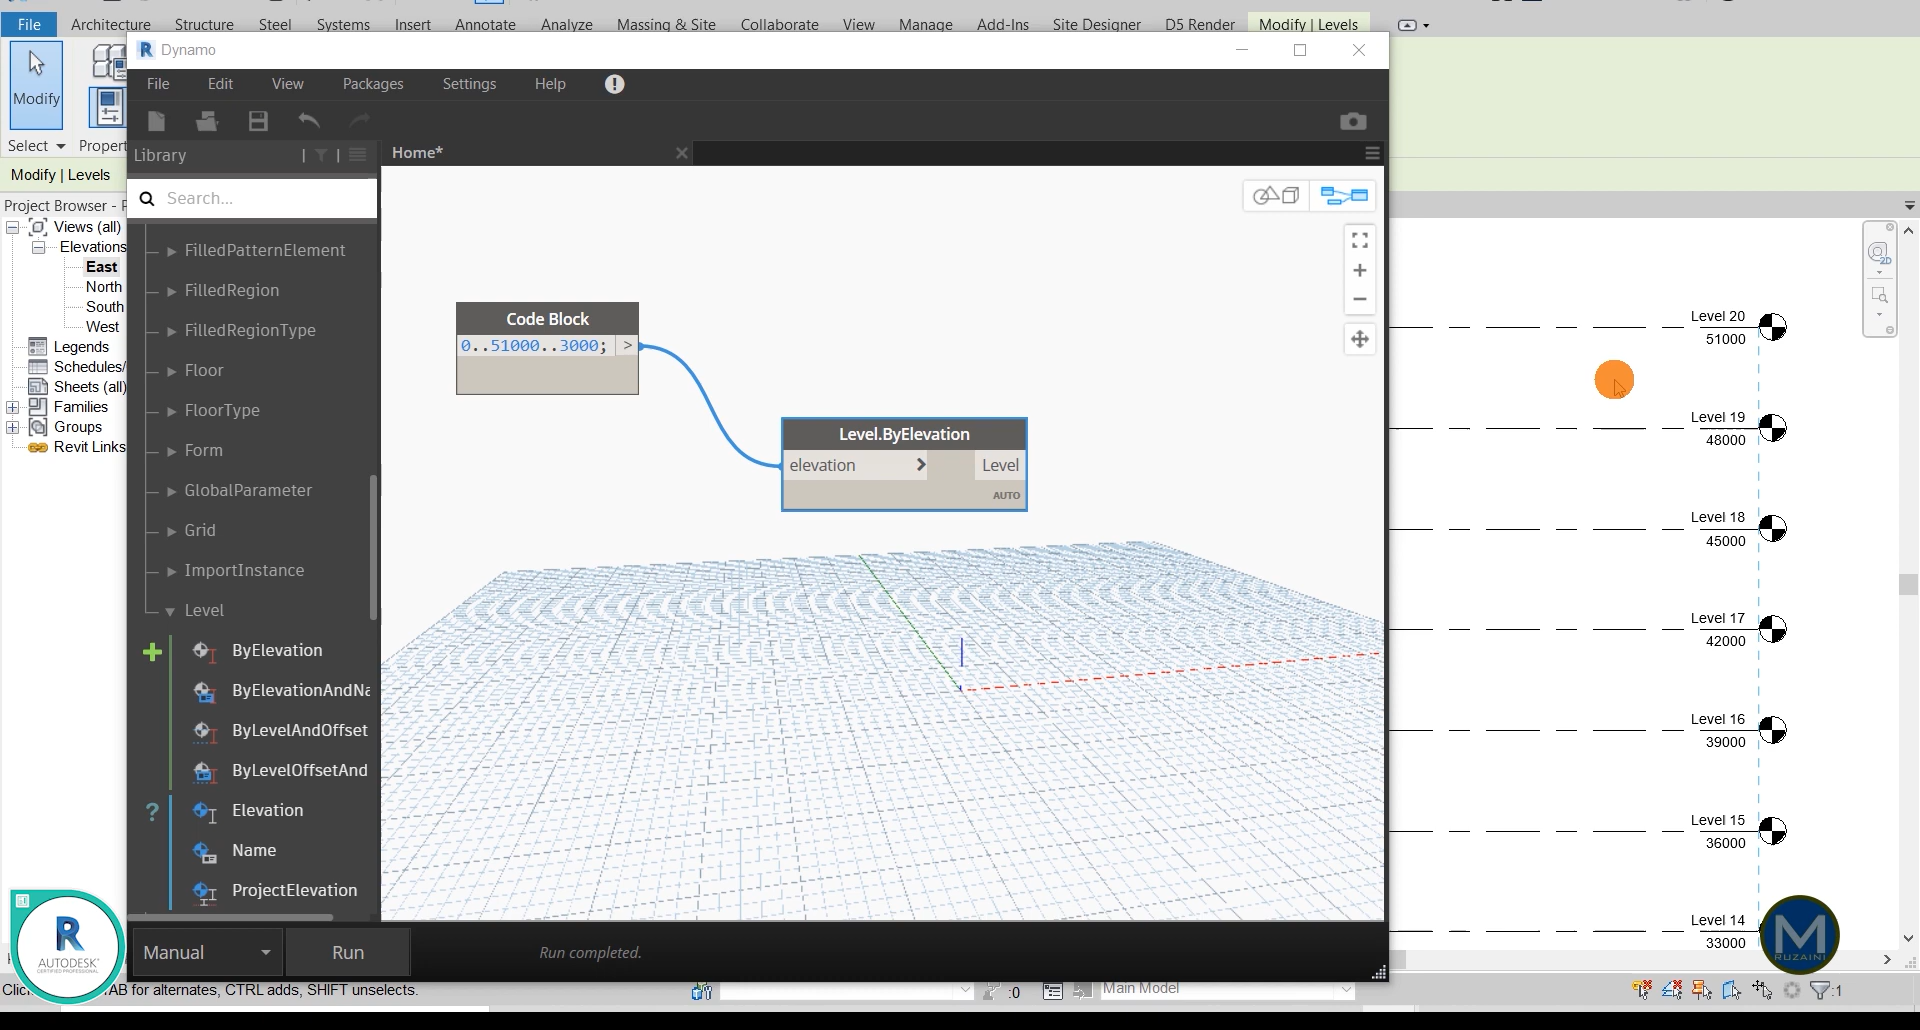 File Architecture Structure Steel Systems Insert Annotate Analyze Massing & Site Collaborate View Manage Add-Ins Site Designer D5 Render Modify | Levels
Dynamo
File Edit View Packages Settings Help
Modify
Select
Library
Home*
Modify | Levels
Search...
Project Browser -
Views (all)
Elevations
East
North
South
West
Legends
Schedules/
Sheets (all)
Families
Groups
Revit Links
FilledPatternElement
FilledRegion
FilledRegionType
Floor
FloorType
Form
GlobalParameter
Grid
ImportInstance
Level
ByElevation
ByElevationAndNa
ByLevelAndOffset
ByLevelOffsetAnd
Elevation
Name
ProjectElevation
Code Block
0..51000..3000; >
Level.ByElevation
elevation > Level
AUTO
2D
Level 20
51000
Level 19
48000
Level 18
45000
Level 17
42000
Level 16
39000
Level 15
36000
Level 14
33000
Manual
Run
Run completed.
R
AUTODESK
CERTIFIED PROFESSIONAL
M
RUZAINI
AB for alternates, CTRL adds, SHIFT unselects.
:0
Main Model
:1